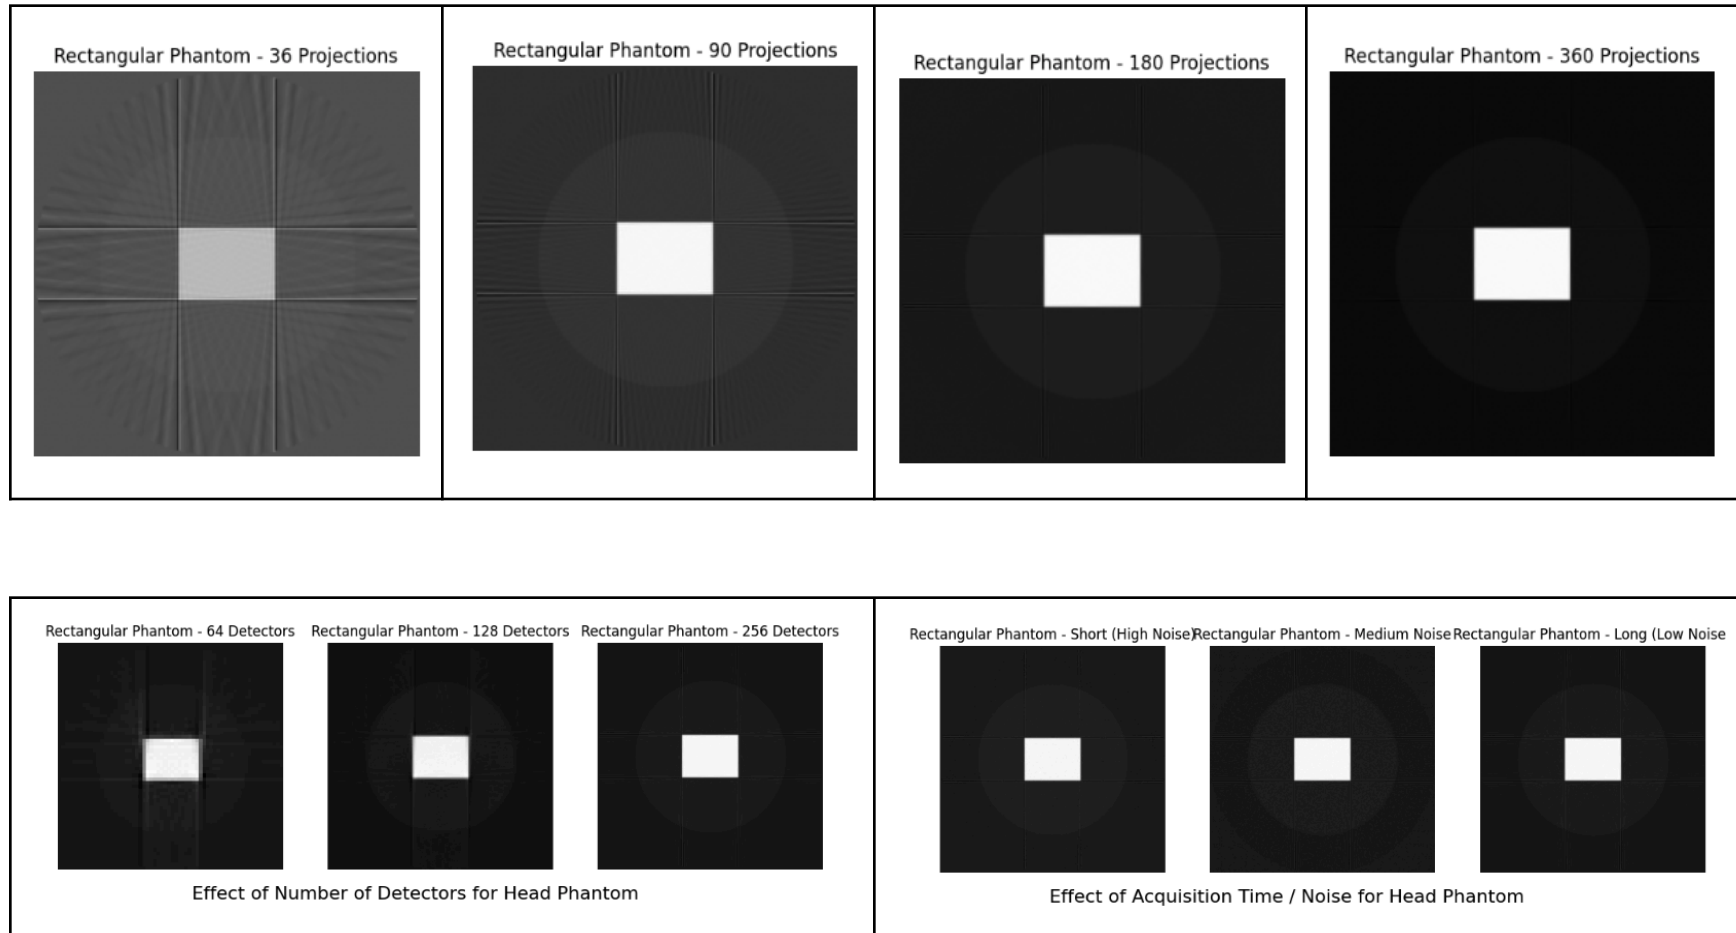 Rectangular Phantom - 36 Projections
Rectangular Phantom - 90 Projections
Rectangular Phantom - 180 Projections
Rectangular Phantom - 360 Projections
Rectangular Phantom - 64 Detectors
Rectangular Phantom - 128 Detectors
Rectangular Phantom - 256 Detectors
Rectangular Phantom - Short (High Noise)
Rectangular Phantom - Medium Noise
Rectangular Phantom - Long (Low Noise
Effect of Number of Detectors for Head Phantom
Effect of Acquisition Time / Noise for Head Phantom